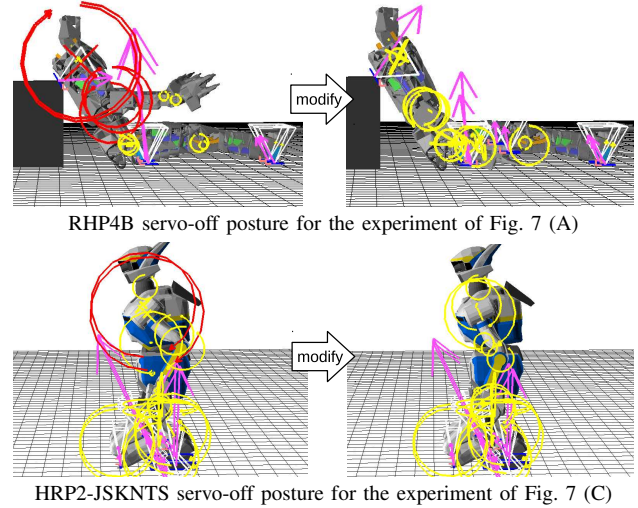 modify
RHP4B servo-off posture for the experiment of Fig. 7 (A)
modify
HRP2-JSKNTS servo-off posture for the experiment of Fig. 7 (C)